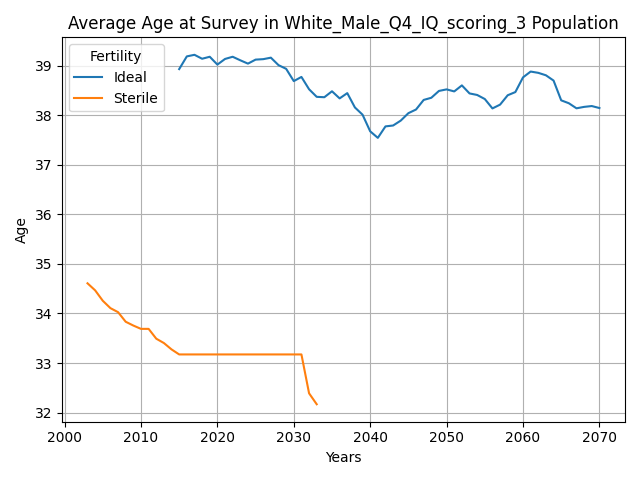 Average Age at Survey in White_Male_Q4_IQ_scoring_3 Population
Fertility
Ideal
Sterile
Age
39
38
37
36
35
34
33
32
2000 2010 2020 2030 2040 2050 2060 2070
Years